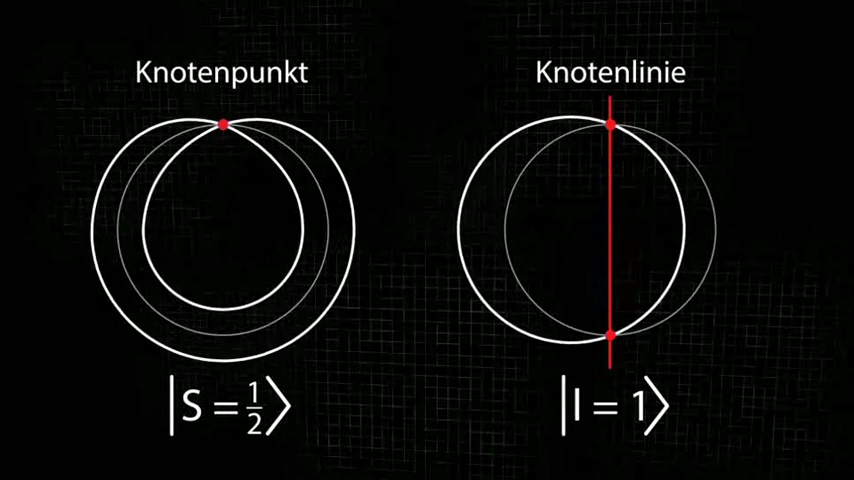 Knotenpunkt
Knotenlinie
|S = 1/2⟩
|I = 1⟩